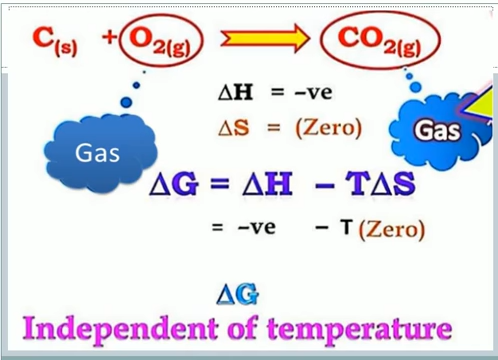 C(s) + O2(g) CO2(g)
ΔH = –ve
ΔS = (Zero)
Gas
Gas
ΔG = ΔH – TΔS
= –ve – T (Zero)
ΔG
Independent of temperature